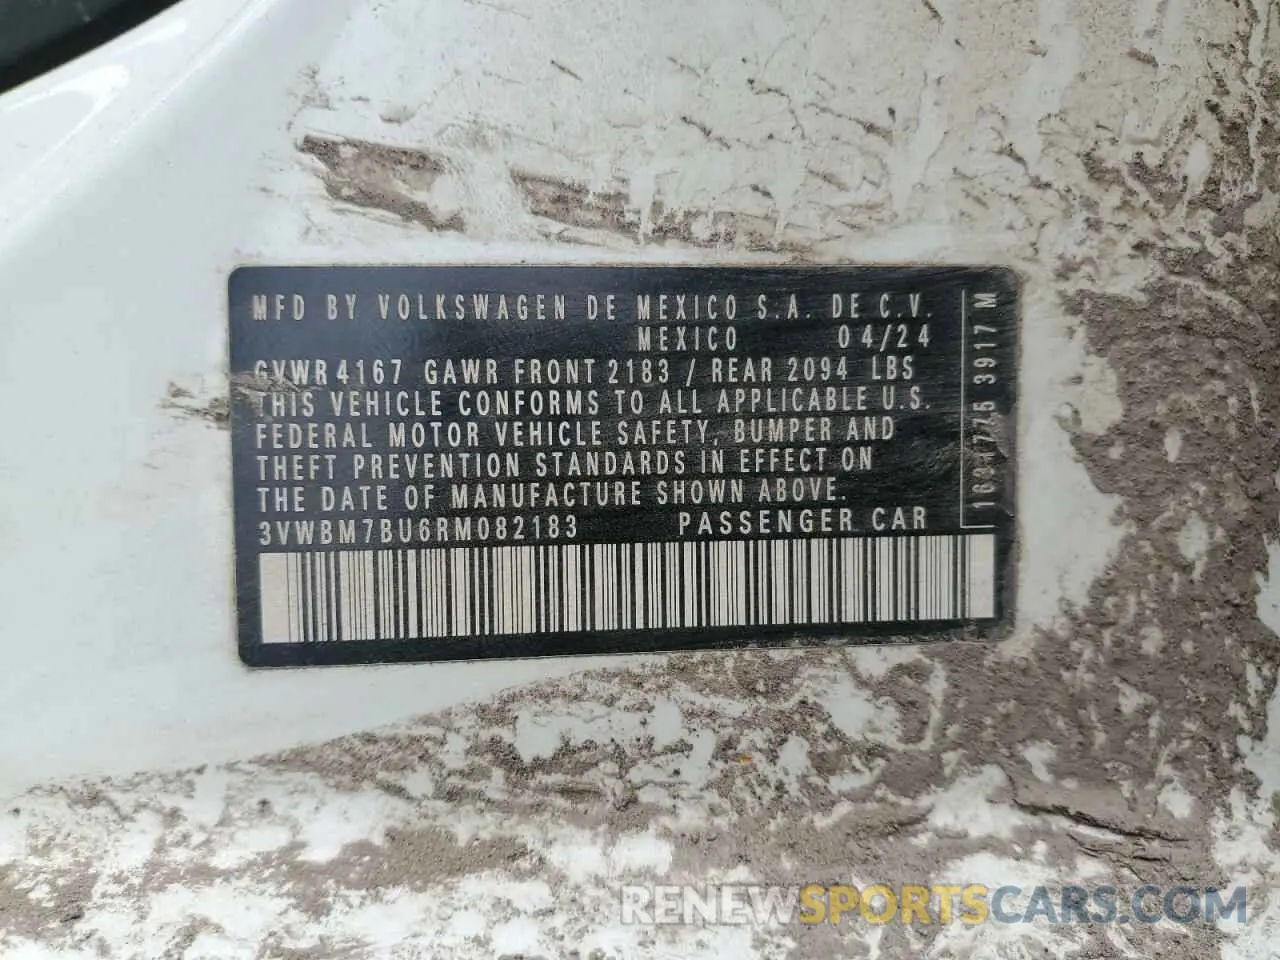 MFD BY VOLKSWAGEN DE MEXICO S.A. DE C.V.
MEXICO 04/24
GVWR 4167 GAWR FRONT 2183 / REAR 2094 LBS
THIS VEHICLE CONFORMS TO ALL APPLICABLE U.S.
FEDERAL MOTOR VEHICLE SAFETY, BUMPER AND
THEFT PREVENTION STANDARDS IN EFFECT ON
THE DATE OF MANUFACTURE SHOWN ABOVE.
3VWBM7BU6RM082183 PASSENGER CAR
3917 M
RENEWSPORTSCARS.COM